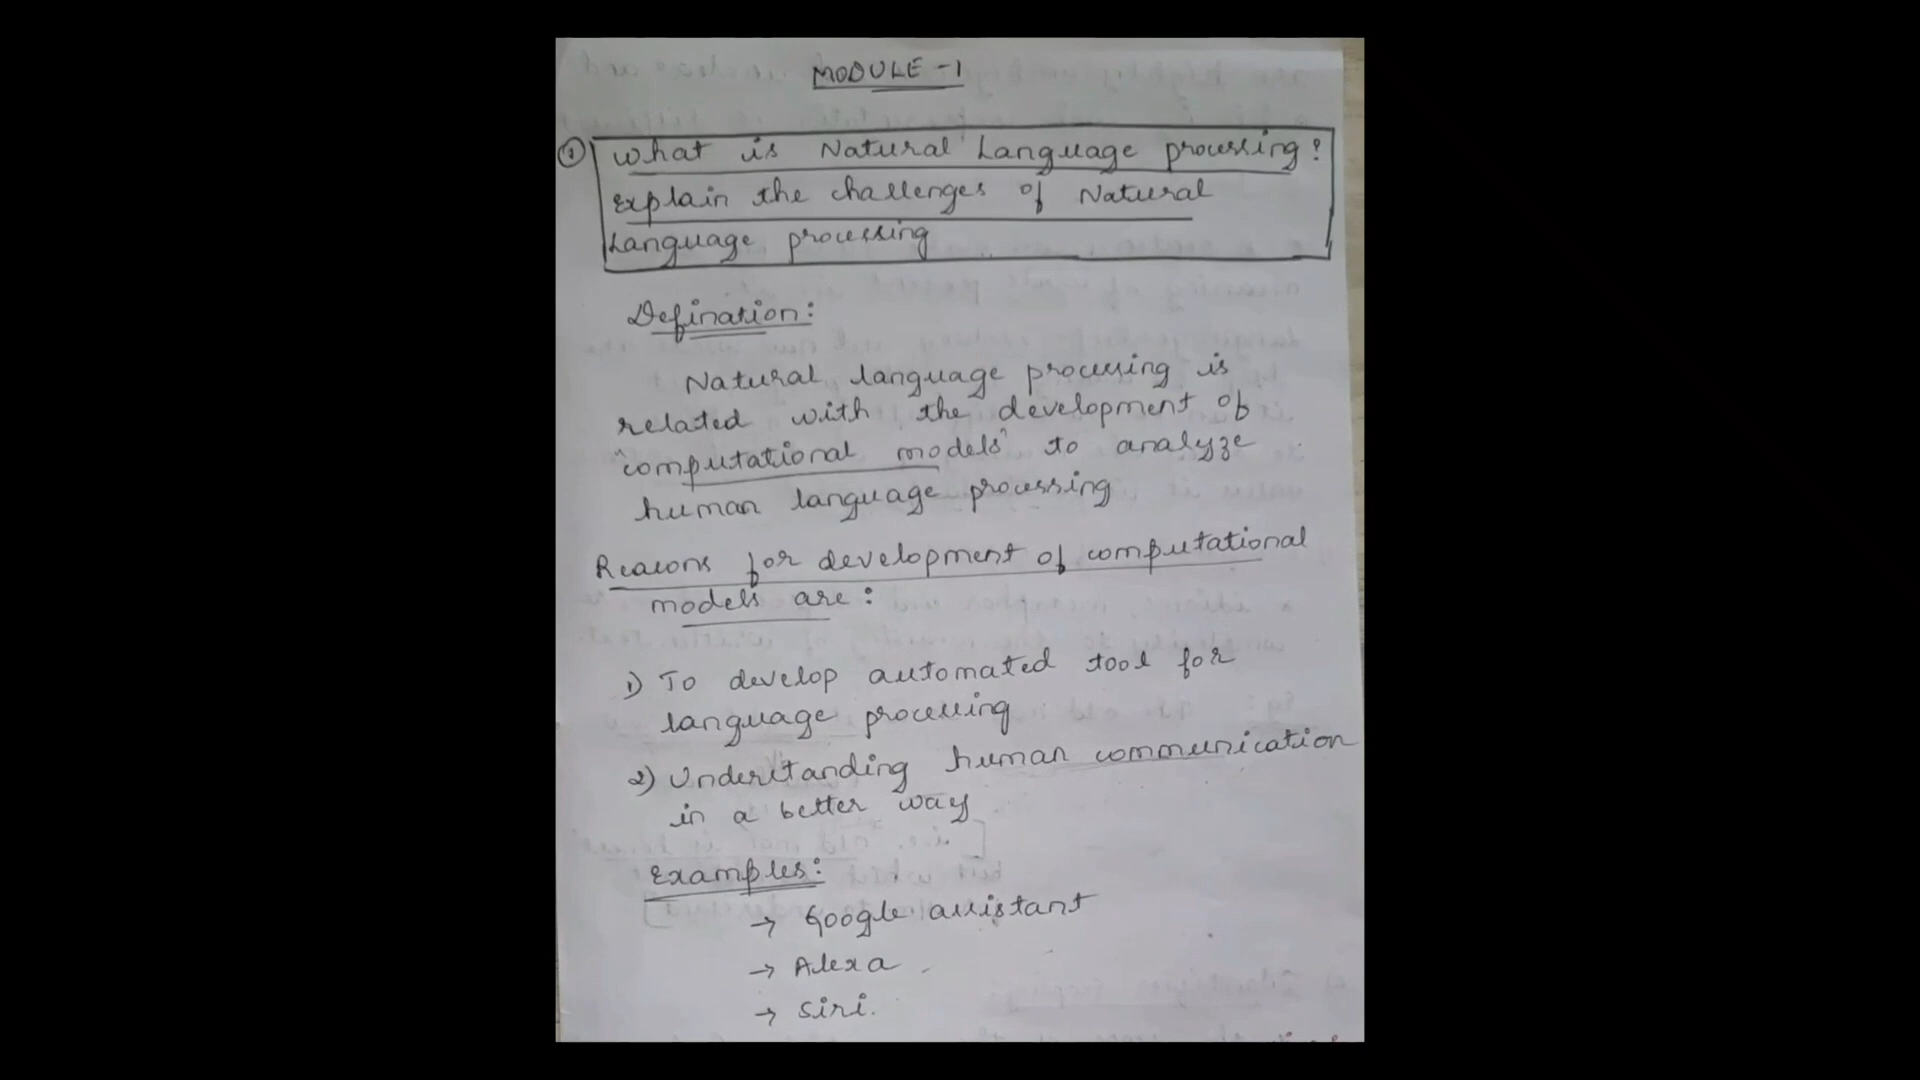 MODULE - 1
① What is Natural Language processing?
Explain the challenges of Natural
Language processing
Defination:
Natural language processing is
related with the development of
"computational models" to analyze
human language processing
Reasons for development of computational
models are:
1) To develop automated tool for
language processing
2) Understanding human communication
in a better way
Examples:
→ Google assistant
→ Alexa
→ Siri.